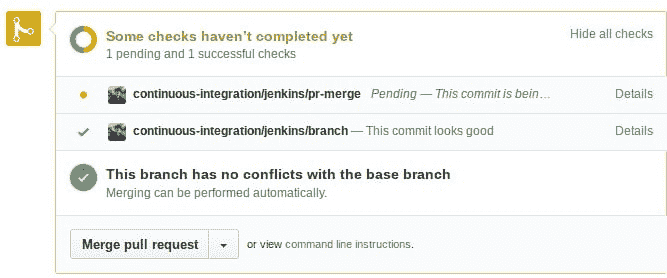 Some checks haven't completed yet
Hide all checks
1 pending and 1 successful checks
continuous-integration/jenkins/pr-merge Pending — This commit is bein…
Details
continuous-integration/jenkins/branch — This commit looks good
Details
This branch has no conflicts with the base branch
Merging can be performed automatically.
Merge pull request
or view command line instructions.